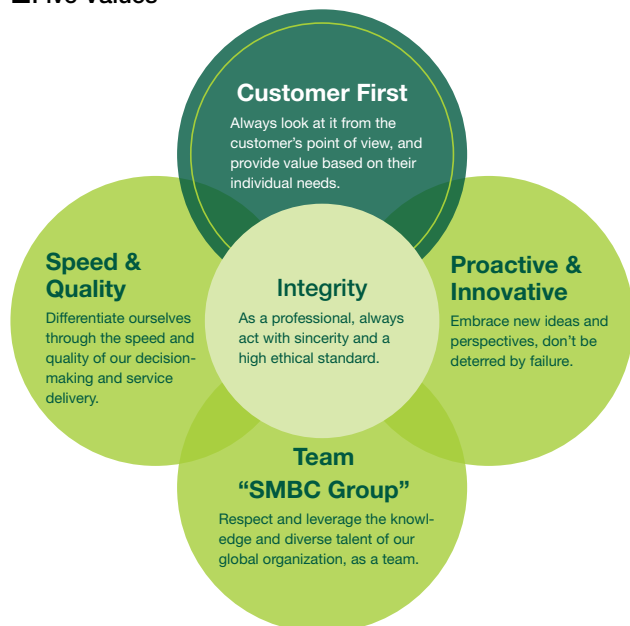 Five Values
Customer First
Always look at it from the
customer's point of view, and
provide value based on their
individual needs.
Speed &
Quality
Differentiate ourselves
through the speed and
quality of our decision-
making and service
delivery.
Integrity
As a professional, always
act with sincerity and a
high ethical standard.
Proactive &
Innovative
Embrace new ideas and
perspectives, don't be
deterred by failure.
Team
“SMBC Group”
Respect and leverage the knowl-
edge and diverse talent of our
global organization, as a team.